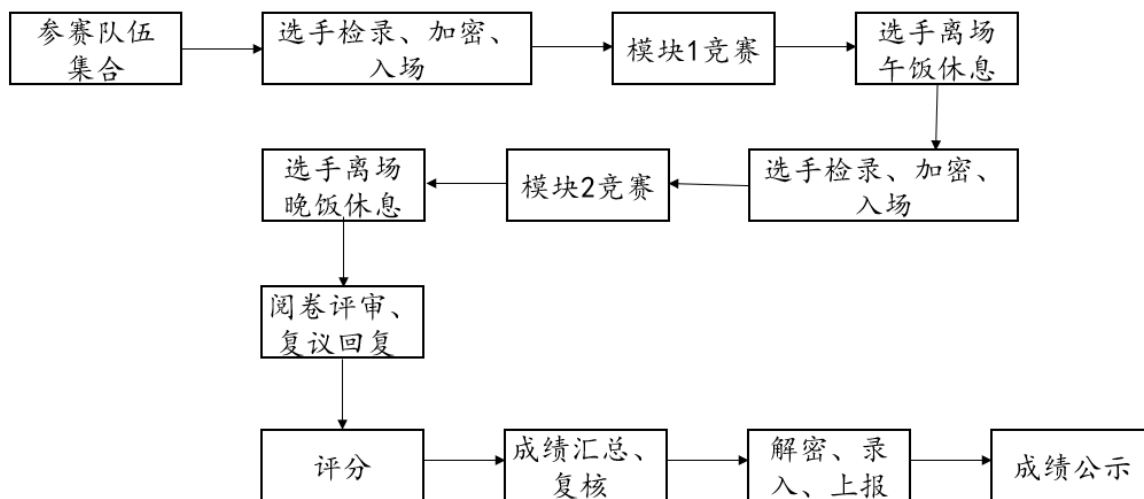 参赛队伍
集合
选手检录、加密、
入场
模块1竞赛
选手离场
午饭休息
选手检录、加密、
入场
模块2竞赛
选手离场
晚饭休息
阅卷评审、
复议回复
评分
成绩汇总、
复核
解密、录
入、上报
成绩公示